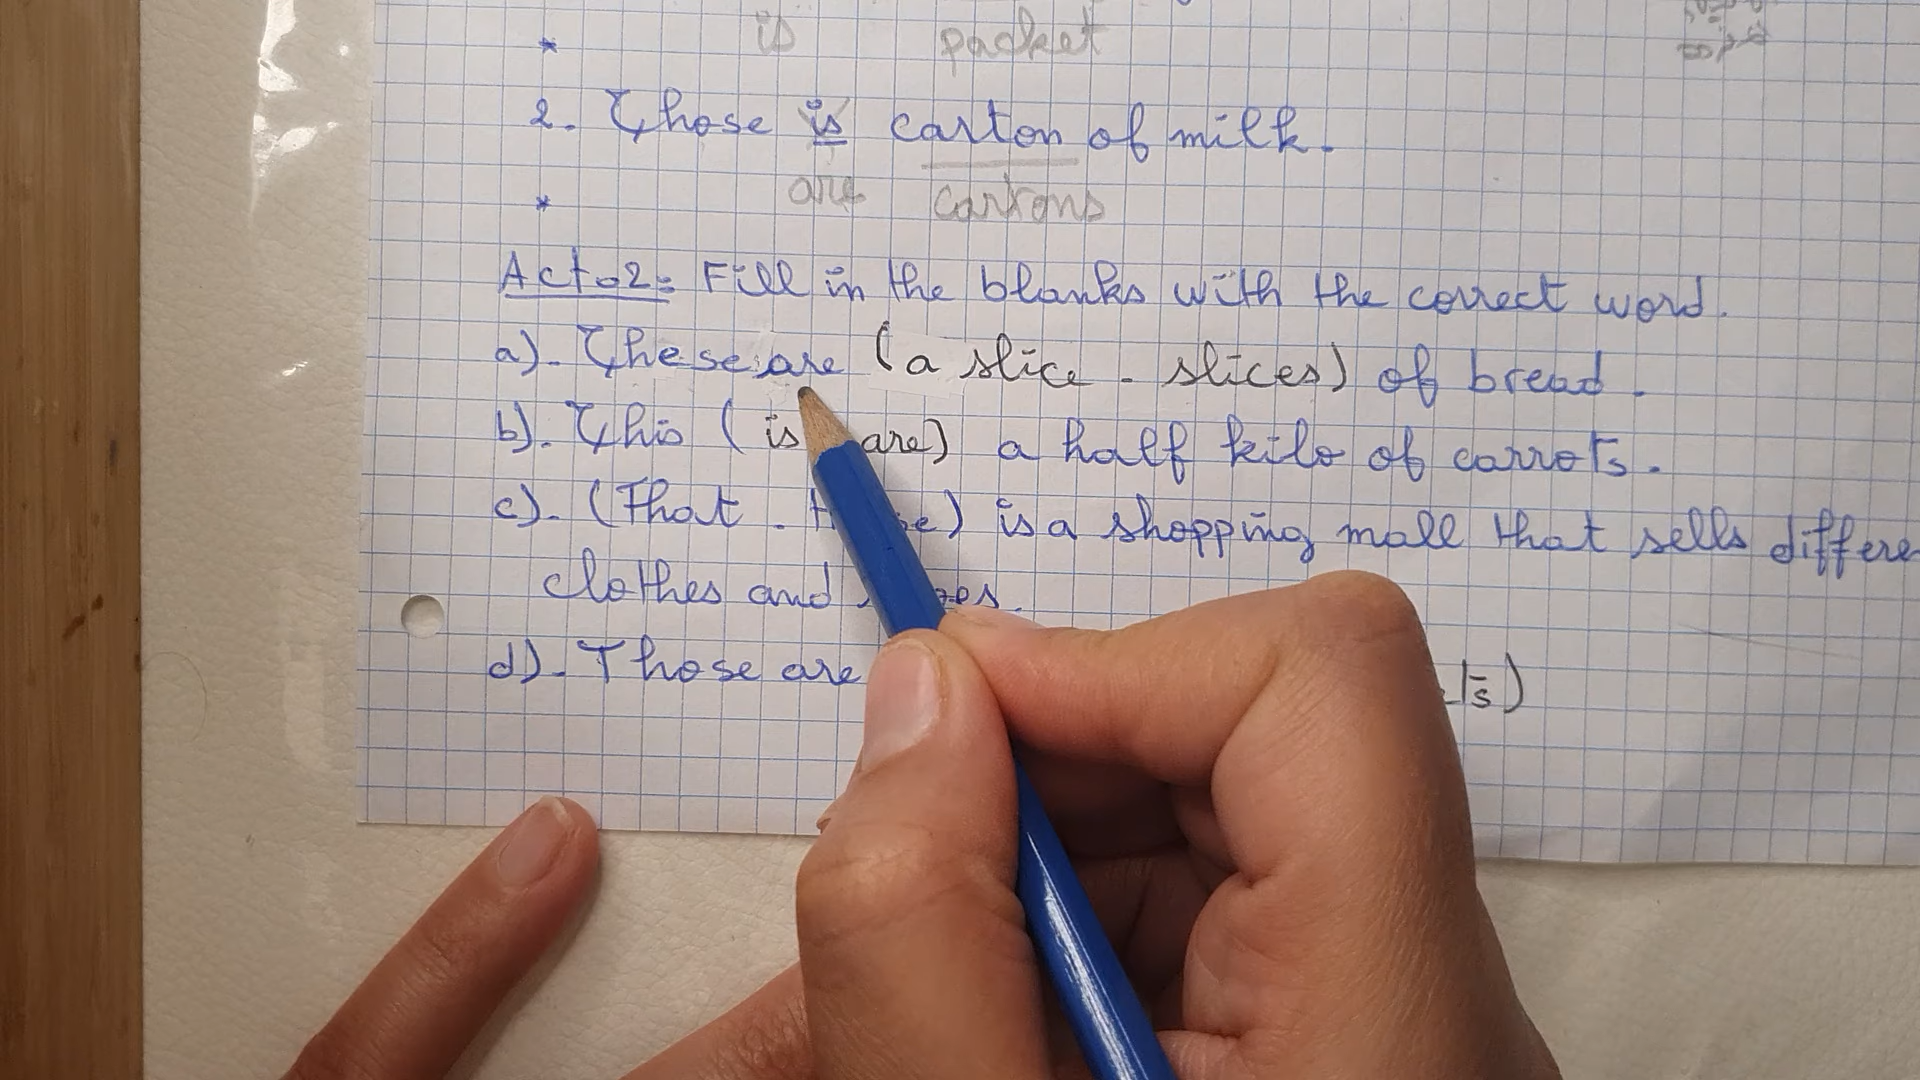 * is packet
2. Those is carton of milk.
* are cartons
Act-2: Fill in the blanks with the correct word.
a)- These are (a slice - slices) of bread.
b)- This (is are) a half kilo of carrots.
c)- (That - ) is a shopping mall that sells differe
clothes and
d)- Those are